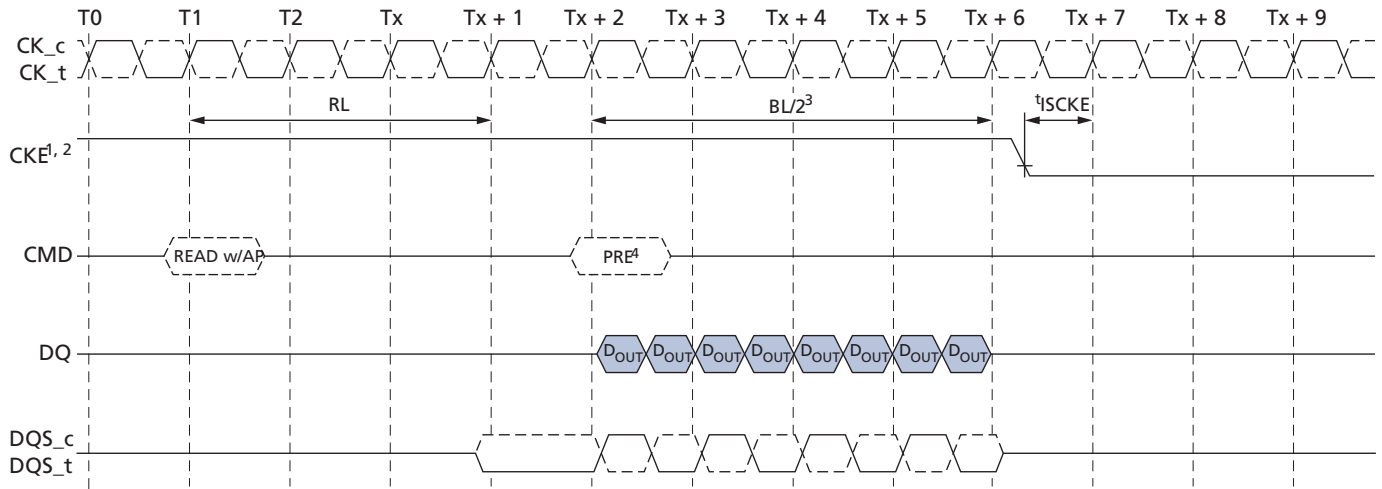 T0 T1 T2 Tx Tx + 1 Tx + 2 Tx + 3 Tx + 4 Tx + 5 Tx + 6 Tx + 7 Tx + 8 Tx + 9
CK_c
CK_t
RL BL/2³ tISCKE
CKE1, 2
CMD READ w/AP PRE⁴
DQ DOUT DOUT DOUT DOUT DOUT DOUT DOUT DOUT
DQS_c
DQS_t